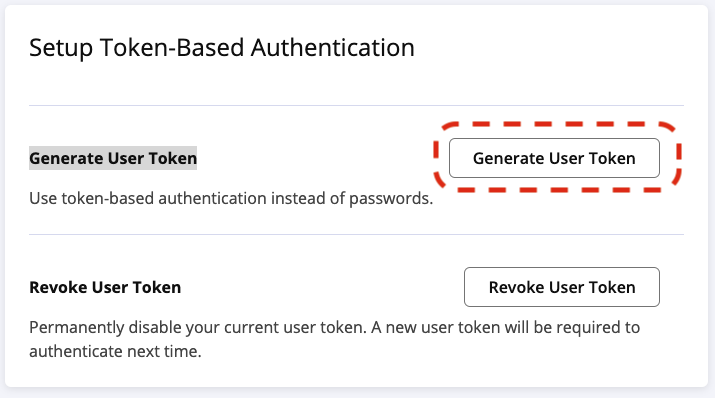 Setup Token-Based Authentication
Generate User Token
Generate User Token
Use token-based authentication instead of passwords.
Revoke User Token
Revoke User Token
Permanently disable your current user token. A new user token will be required to
authenticate next time.